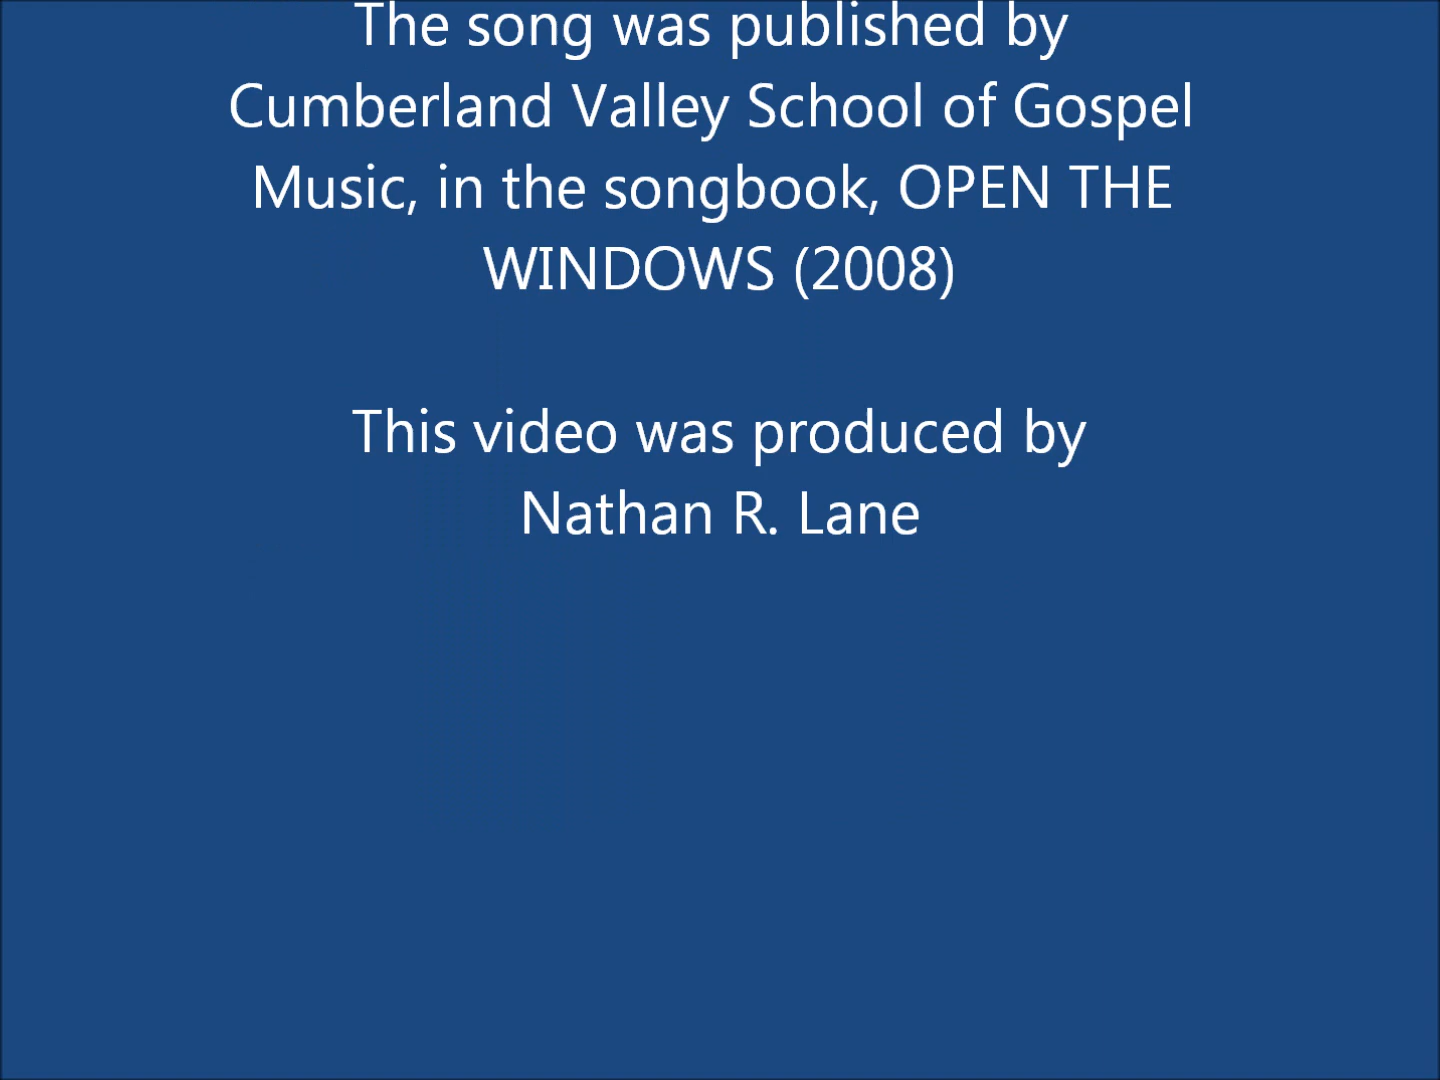 The song was published by
Cumberland Valley School of Gospel
Music, in the songbook, OPEN THE
WINDOWS (2008)
This video was produced by
Nathan R. Lane